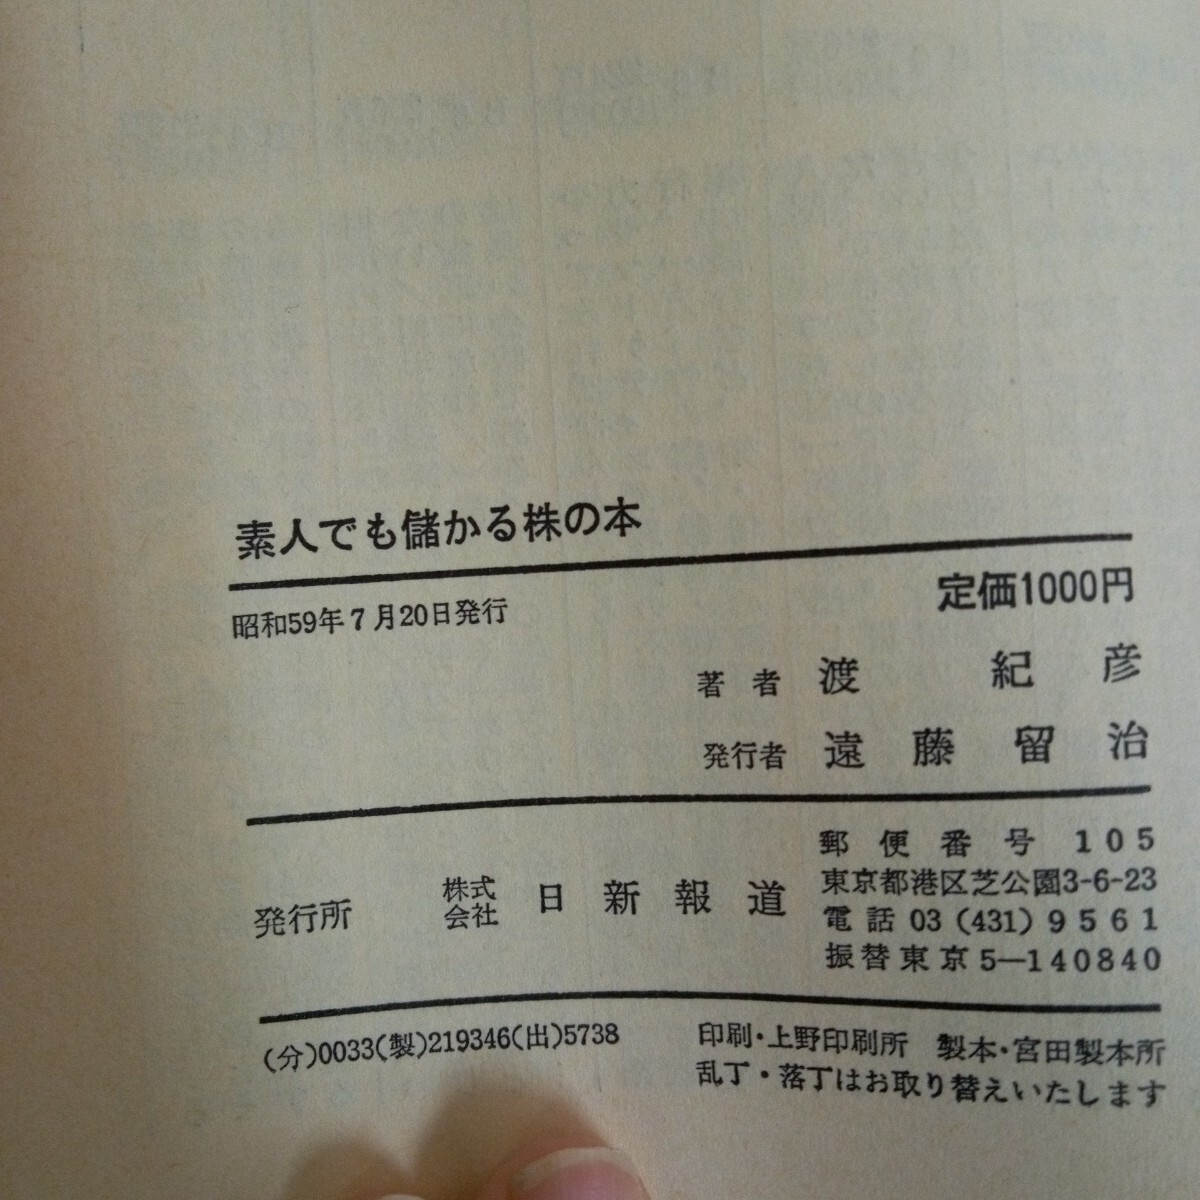 素人でも儲かる株の本
定価1000円
昭和59年7月20日発行
著者 渡 紀彦
発行者 遠藤留治
発行所 株式会社 日新報道
郵便番号 105
東京都港区芝公園3-6-23
電話 03 (431) 9561
振替東京5―140840
(分)0033(製)219346(出)5738
印刷・上野印刷所 製本・宮田製本所
乱丁・落丁はお取り替えいたします